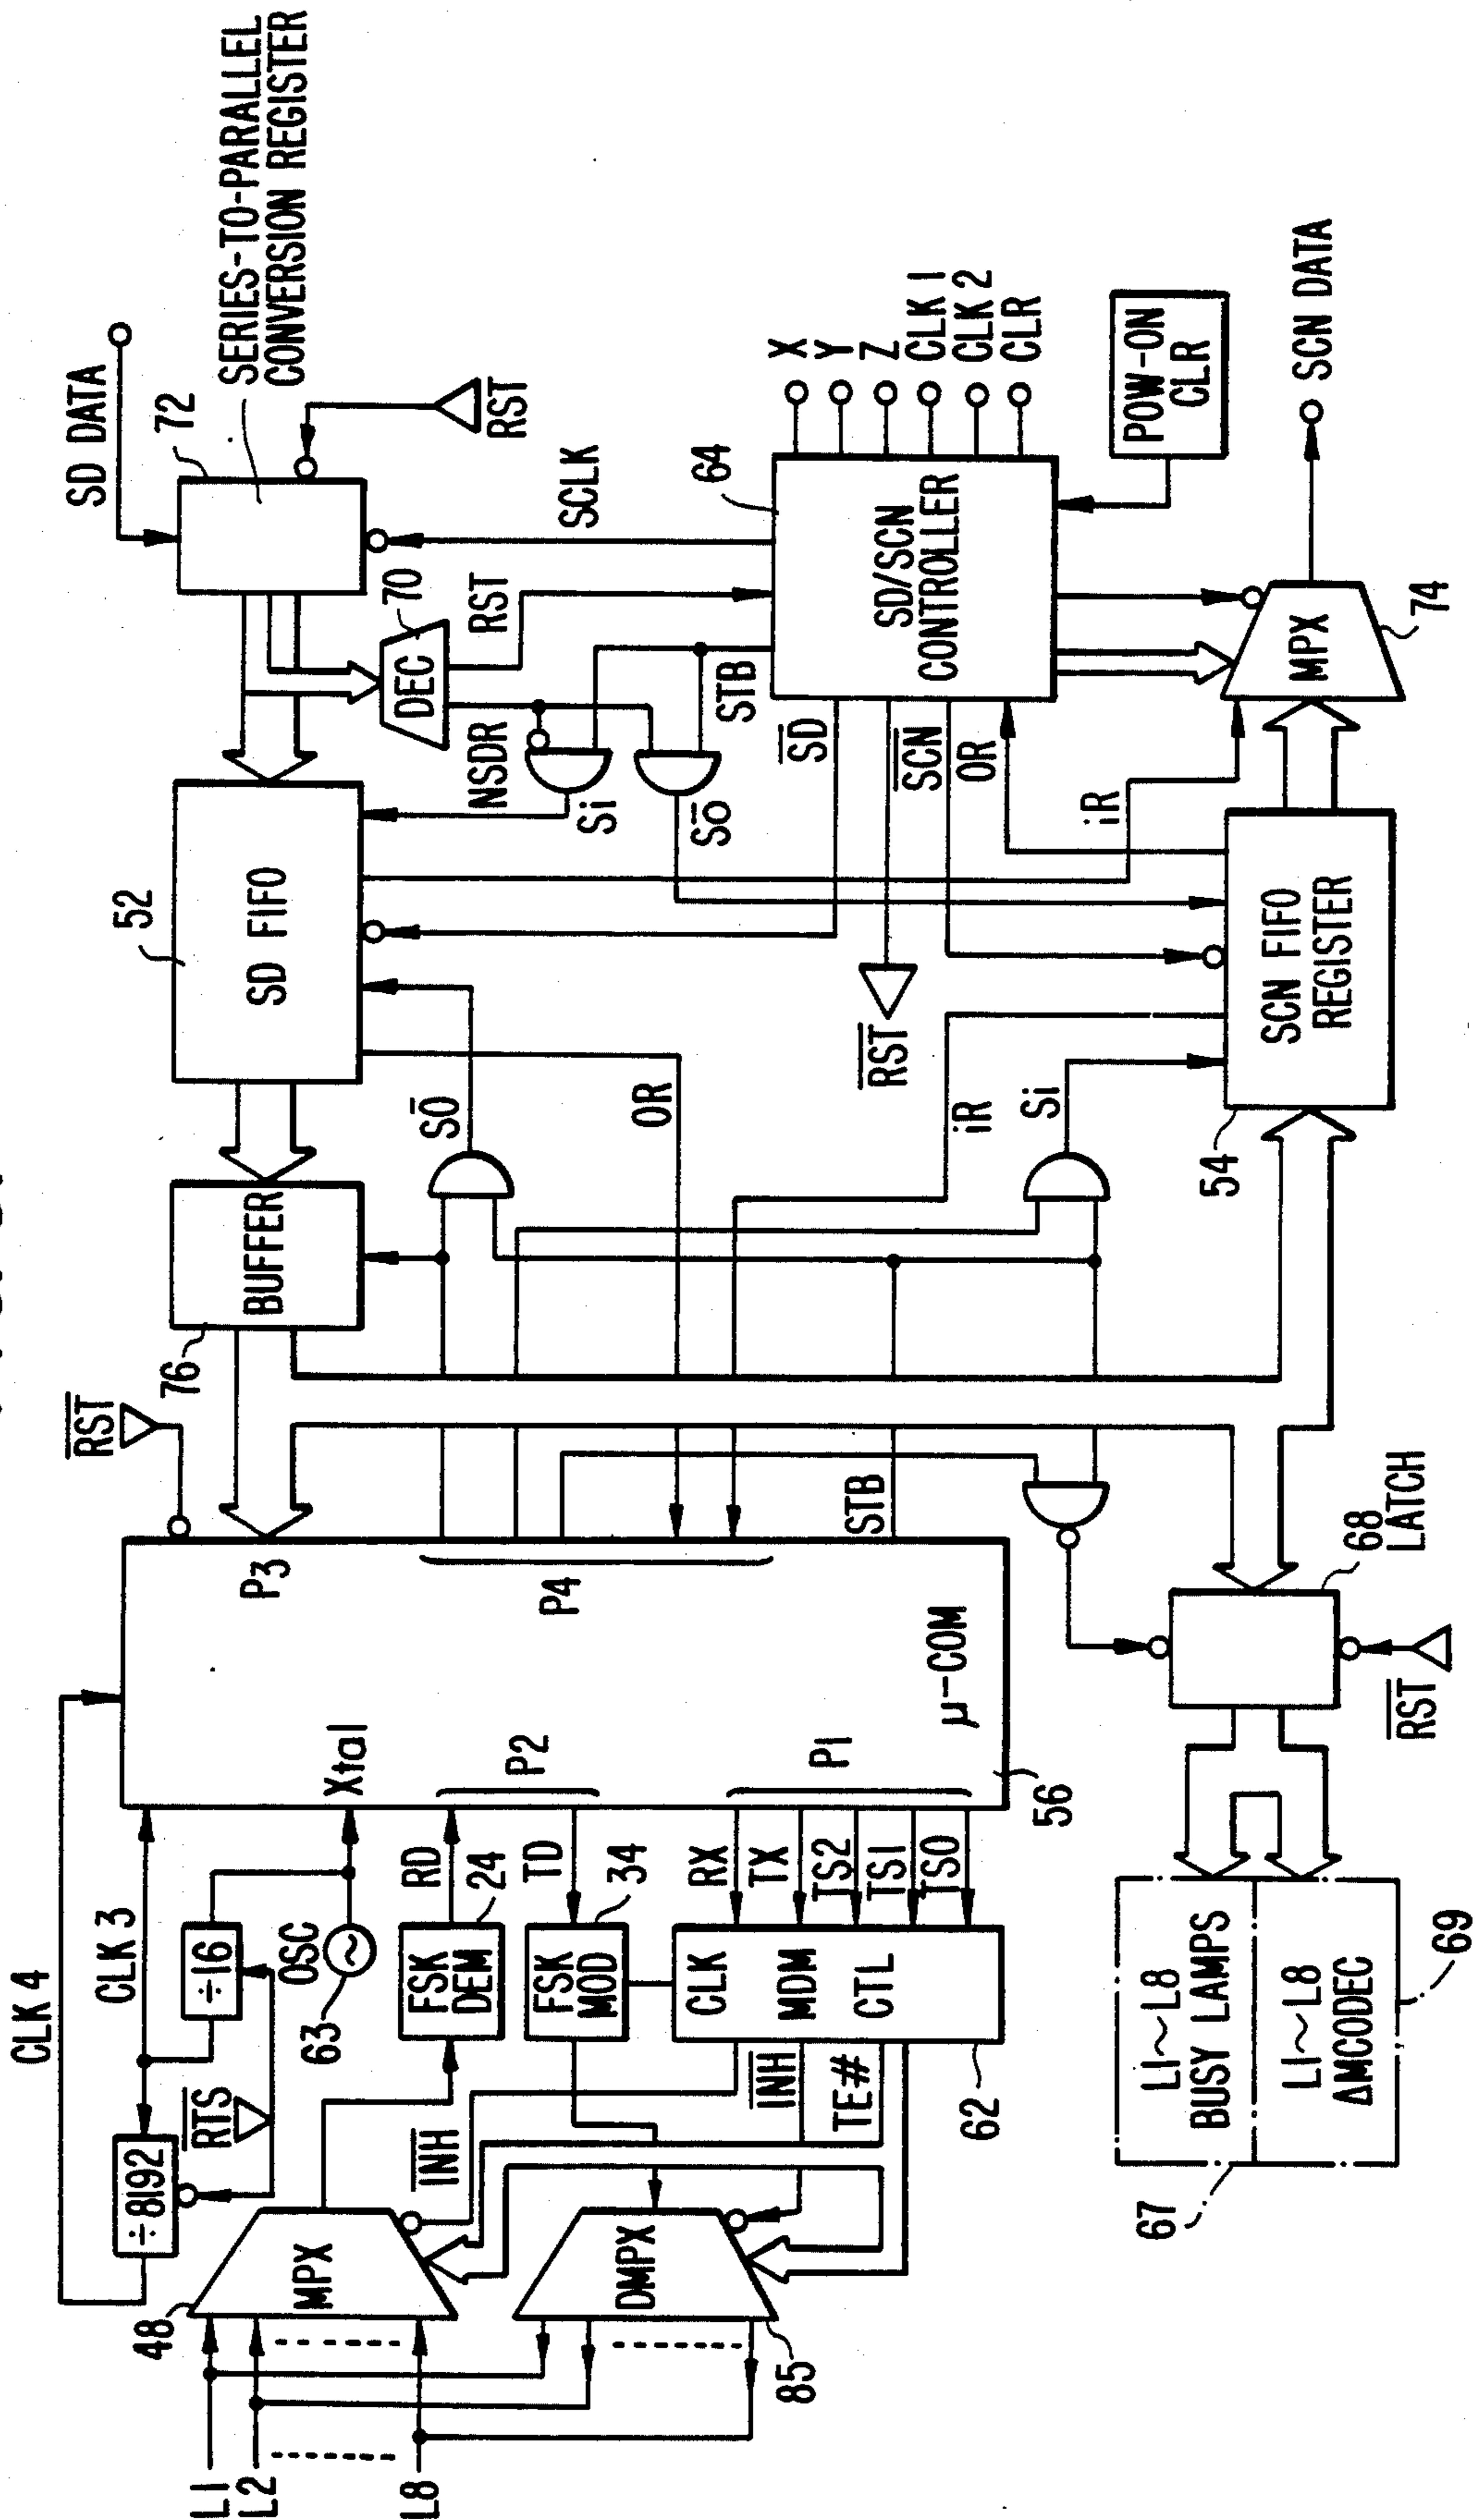 CLK 4
CLK 3
÷8192
RTS
÷16
OSC
63
Xtal
RST
P3
76
BUFFER
52
SD FIFO
SD DATA
72
SERIES-TO-PARALLEL
CONVERSION REGISTER
RST
DEC
70
RST
SCLK
NSDR
Si
S̅O̅
STB
S̅O̅
OR
L1
L2
L8
48
MPX
INH
DMPX
85
FSK
DEM
24
RD
FSK
MOD
34
TD
P2
P4
RX
TX
TS2
TS1
TS0
P1
CLK
MDM
CTL
62
INH
TE#
μ-COM
56
STB
RST
iR
Si
SD
SCN
OR
iR
64
SD/SCN
CONTROLLER
X
Y
Z
CLK 1
CLK 2
CLR
POW-ON
CLR
SCN FIFO
REGISTER
54
MPX
74
SCN DATA
68
LATCH
RST
L1~L8
BUSY LAMPS
L1~L8
ΔMCODEC
67
69